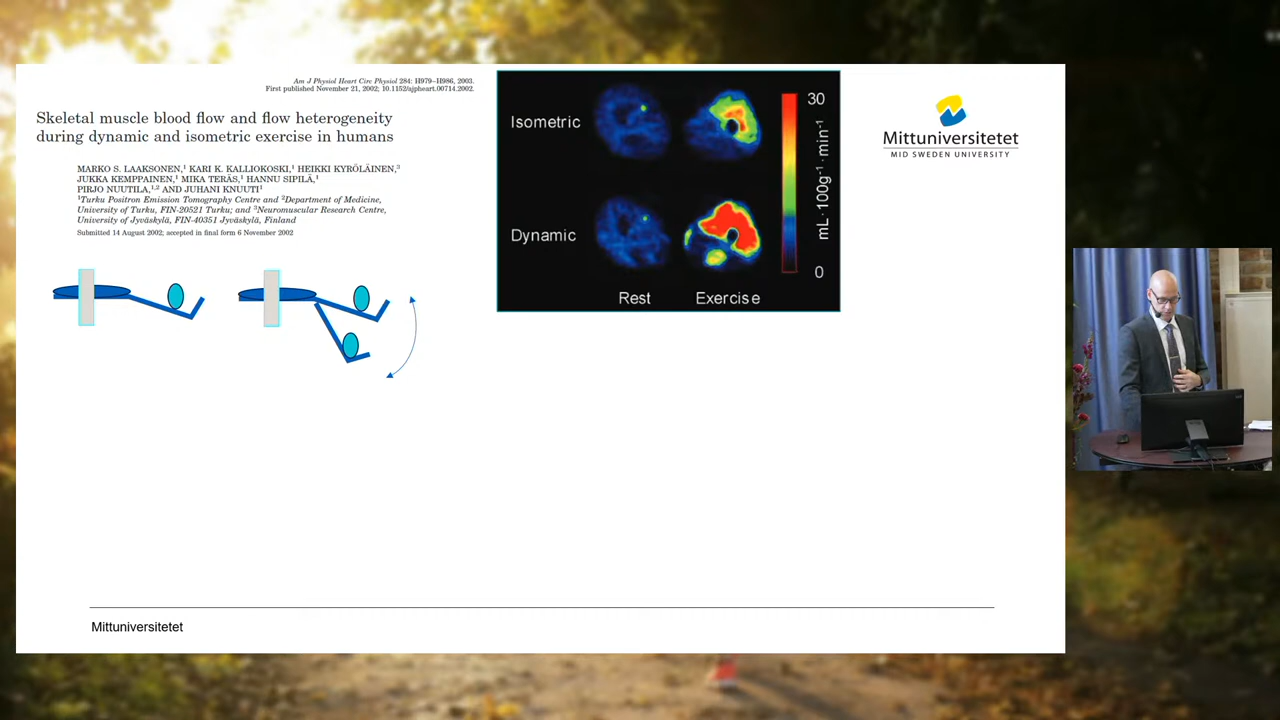 Am J Physiol Heart Circ Physiol 284: H979–H986, 2003.
First published November 21, 2002; 10.1152/ajpheart.00714.2002.
Skeletal muscle blood flow and flow heterogeneity
during dynamic and isometric exercise in humans
MARKO S. LAAKSONEN,¹ KARI K. KALLIOKOSKI,¹ HEIKKI KYRÖLÄINEN,³
JUKKA KEMPPAINEN,¹ MIKA TERÄS,¹ HANNU SIPILÄ,¹
PIRJO NUUTILA,¹,² AND JUHANI KNUUTI¹
¹Turku Positron Emission Tomography Centre and ²Department of Medicine,
University of Turku, FIN-20521 Turku; and ³Neuromuscular Research Centre,
University of Jyväskylä, FIN-40351 Jyväskylä, Finland
Submitted 14 August 2002; accepted in final form 6 November 2002
Isometric
Dynamic
Rest Exercise
30
mL·100g⁻¹·min⁻¹
0
Mittuniversitetet
MID SWEDEN UNIVERSITY
Mittuniversitetet